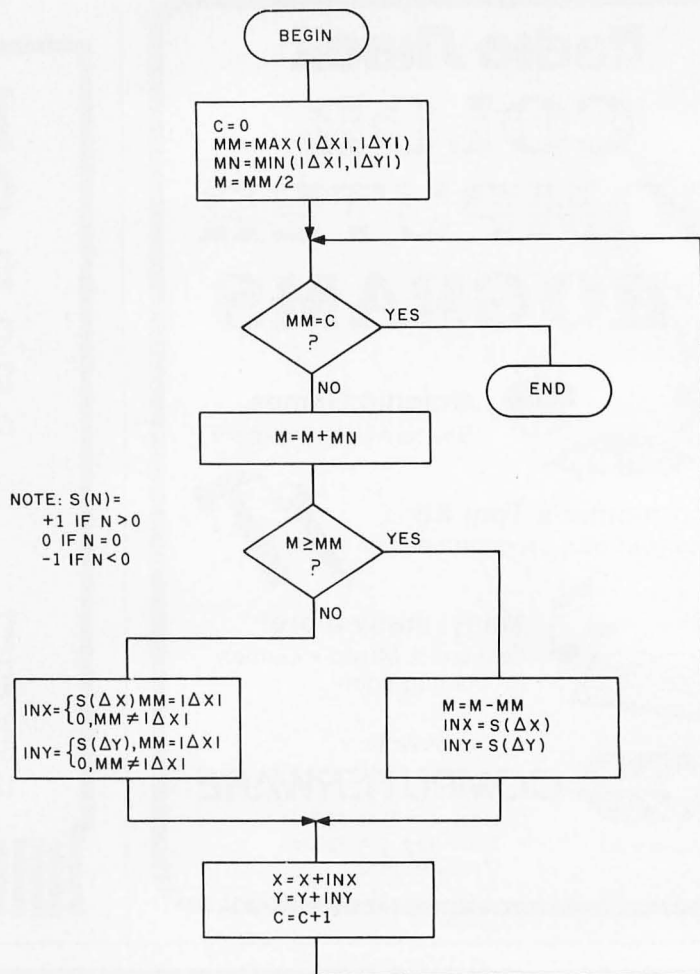 BEGIN
C=0
MM=MAX(|ΔX|,|ΔY|)
MN=MIN(|ΔX|,|ΔY|)
M=MM/2
MM=C
?
YES
END
NO
M=M+MN
NOTE: S(N)=
+1 IF N>0
0 IF N=0
-1 IF N<0
M≥MM
?
YES
NO
INX={S(ΔX)MM=|ΔX|
0,MM≠|ΔX|
INY={S(ΔY),MM=|ΔX|
0,MM≠|ΔX|
M=M-MM
INX=S(ΔX)
INY=S(ΔY)
X=X+INX
Y=Y+INY
C=C+1